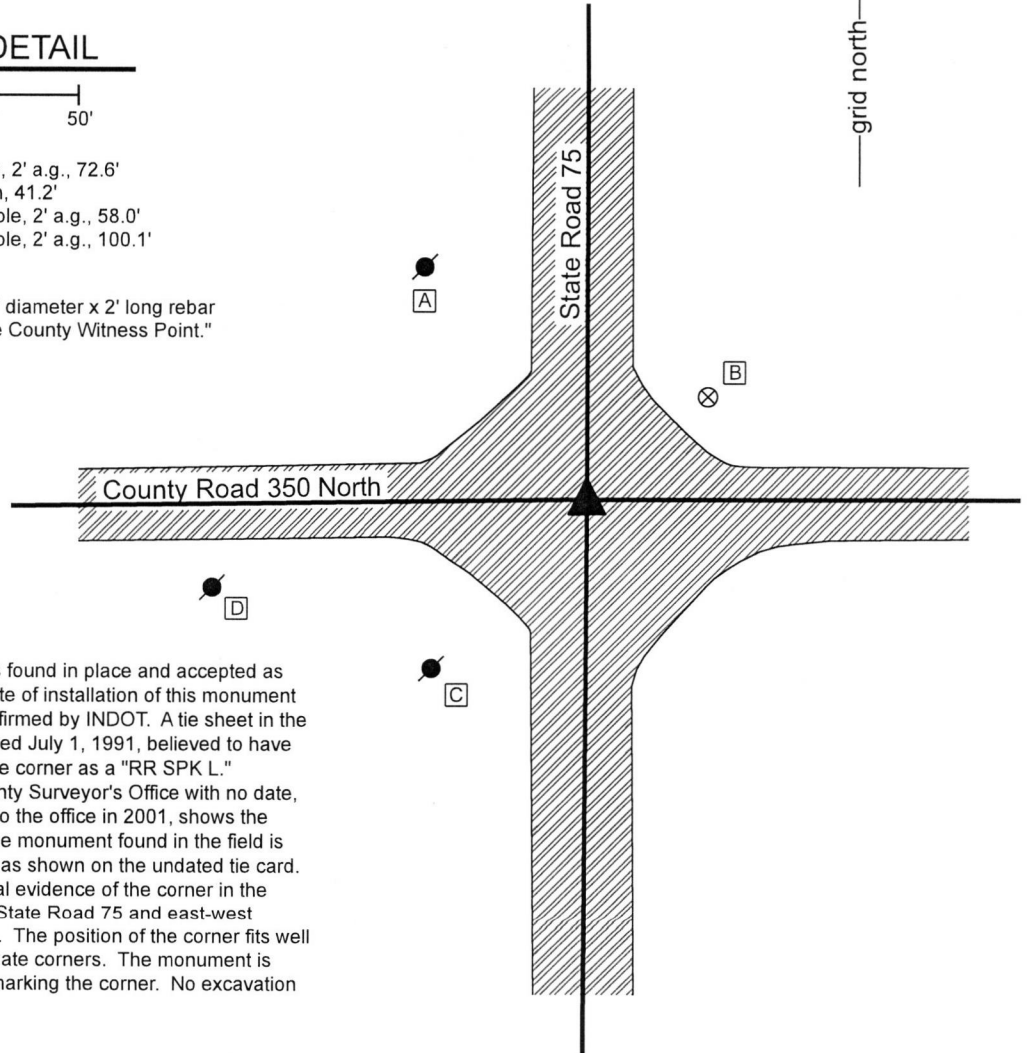 DETAIL
50'
, 2' a.g., 72.6'
, 41.2'
ole, 2' a.g., 58.0'
ole, 2' a.g., 100.1'
diameter x 2' long rebar
County Witness Point."
grid north
State Road 75
A
B
County Road 350 North
D
C
found in place and accepted as
te of installation of this monument
firmed by INDOT. A tie sheet in the
ed July 1, 1991, believed to have
e corner as a "RR SPK L."
nty Surveyor's Office with no date,
o the office in 2001, shows the
e monument found in the field is
as shown on the undated tie card.
al evidence of the corner in the
State Road 75 and east-west
. The position of the corner fits well
ate corners. The monument is
marking the corner. No excavation